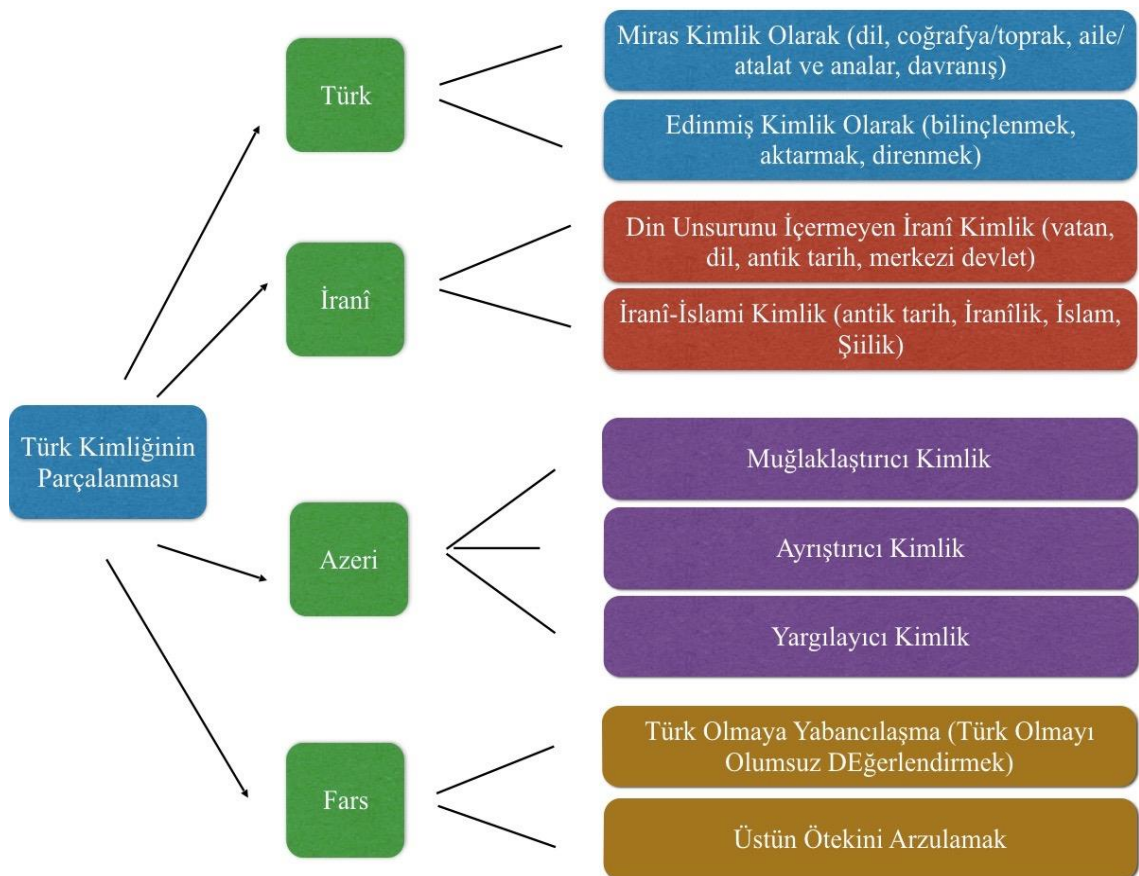 Türk Kimliğinin
Parçalanması
Türk
Miras Kimlik Olarak (dil, coğrafya/toprak, aile/
atalat ve analar, davranış)
Edinmiş Kimlik Olarak (bilinçlenmek,
aktarmak, direnmek)
İranî
Din Unsurunu İçermeyen İranî Kimlik (vatan,
dil, antik tarih, merkezi devlet)
İranî-İslami Kimlik (antik tarih, İranîlik, İslam,
Şiilik)
Azeri
Muğlaklaştırıcı Kimlik
Ayrıştırıcı Kimlik
Yargılayıcı Kimlik
Fars
Türk Olmaya Yabancılaşma (Türk Olmayı
Olumsuz DEğerlendirmek)
Üstün Ötekini Arzulamak